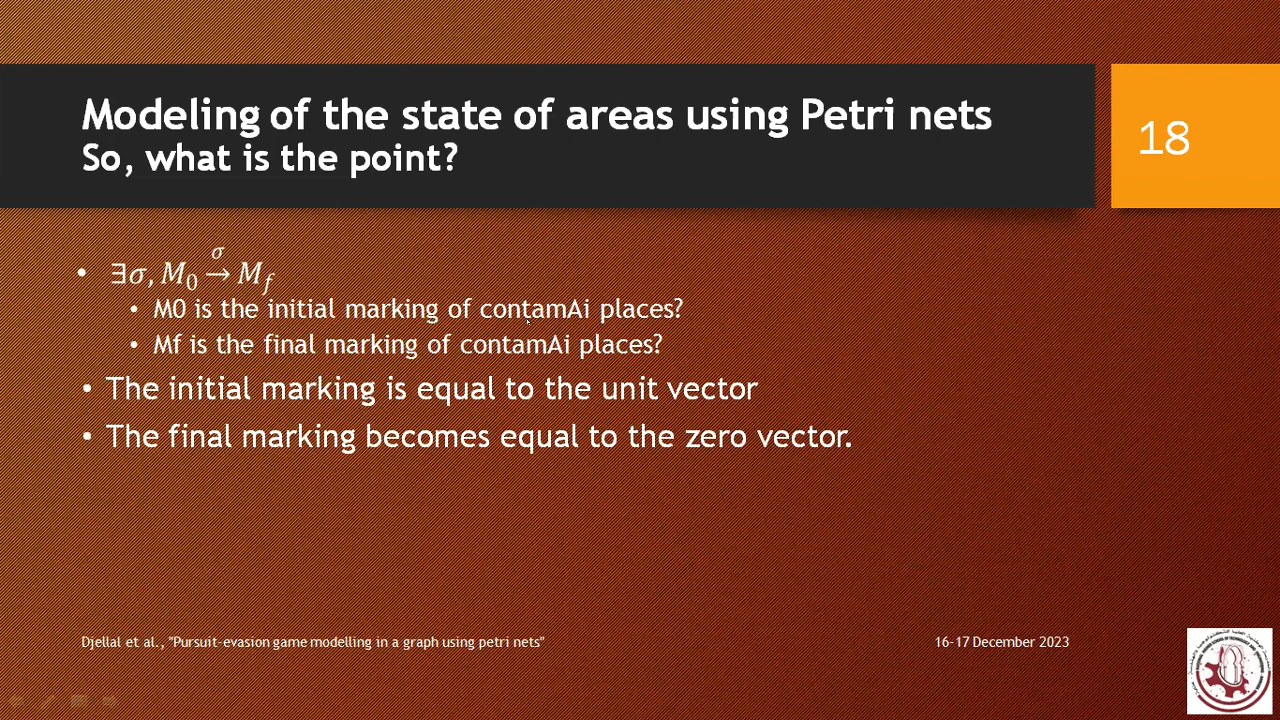 Modeling of the state of areas using Petri nets
So, what is the point?
18
• ∃σ, M₀ →^σ M_f
• M0 is the initial marking of contamAi places?
• Mf is the final marking of contamAi places?
• The initial marking is equal to the unit vector
• The final marking becomes equal to the zero vector.
Djellal et al., "Pursuit-evasion game modelling in a graph using petri nets"
16-17 December 2023